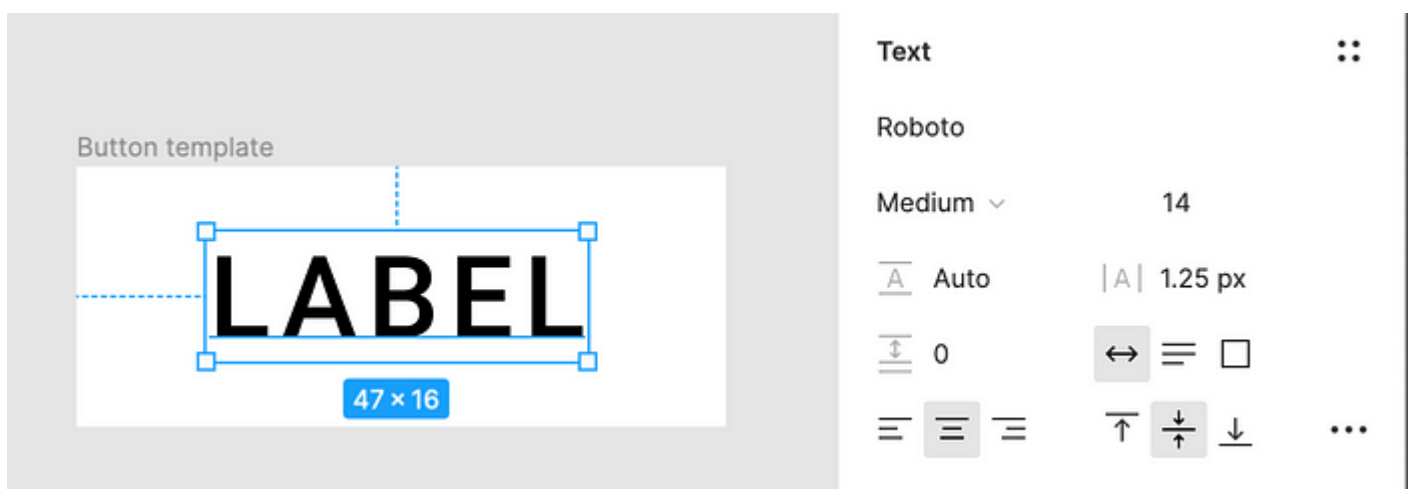 Button template
LABEL
47 × 16
Text
Roboto
Medium 14
A Auto |A| 1.25 px
0